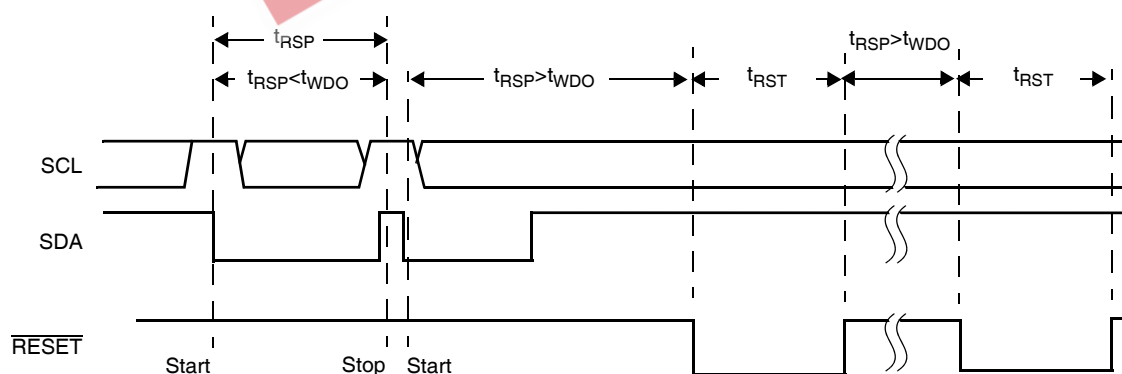 tRSP
tRSP>tWDO
tRSP<tWDO
tRSP>tWDO
tRST
tRST
SCL
SDA
RESET
Start
Stop
Start